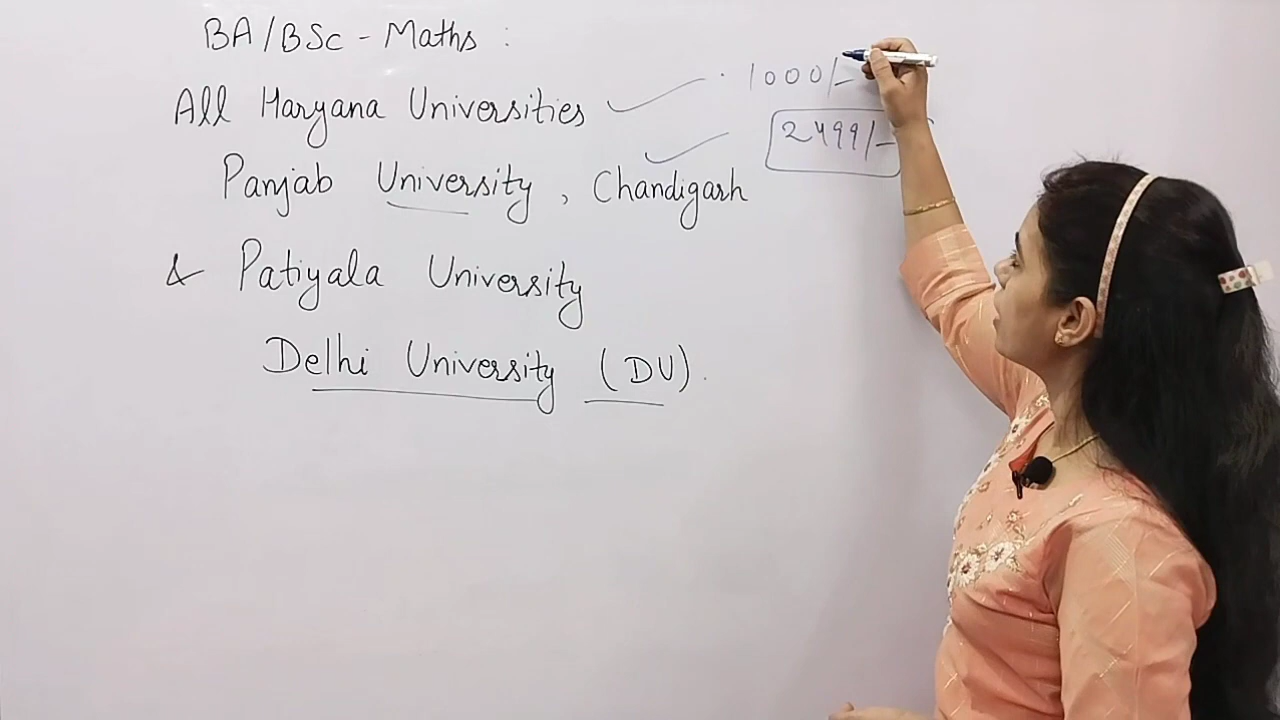 BA/BSc - Maths :
All Haryana Universities
1000/-
Panjab University, Chandigarh
2499/-
& Patiyala University
Delhi University (DU).